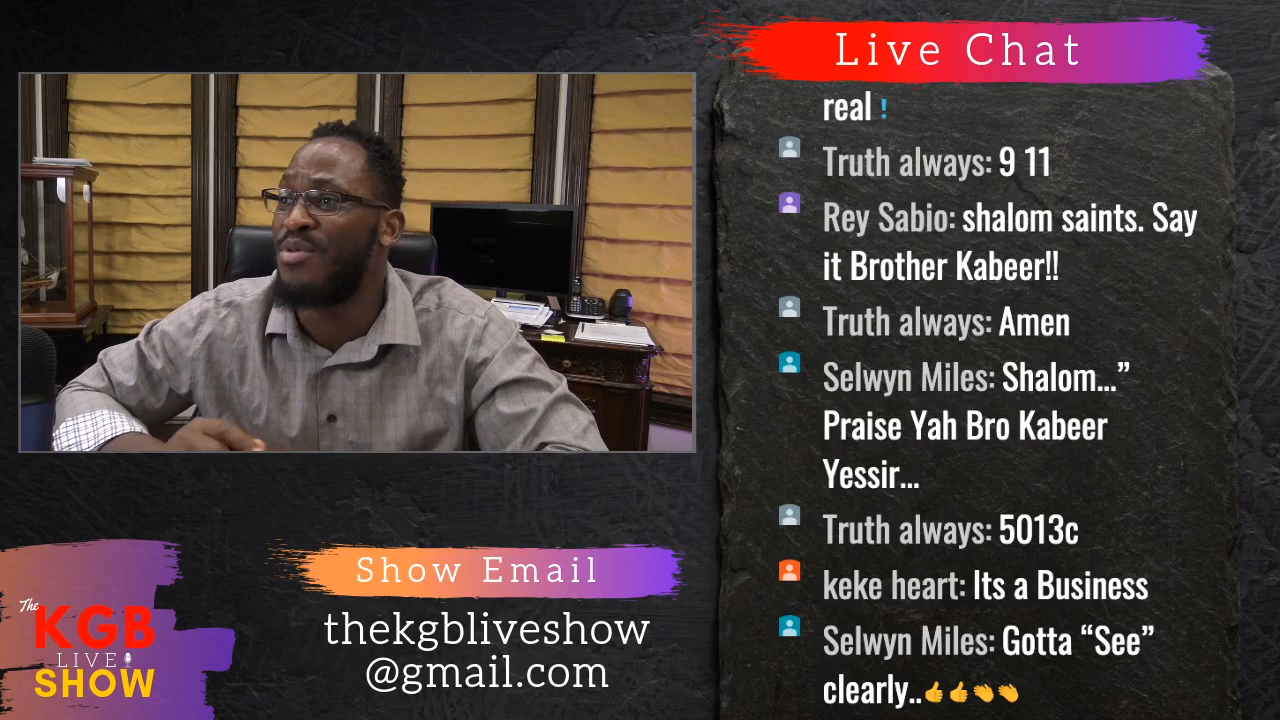 Live Chat
real !
Truth always: 9 11
Rey Sabio: shalom saints. Say
it Brother Kabeer!!
Truth always: Amen
Selwyn Miles: Shalom...”
Praise Yah Bro Kabeer
Yessir...
Truth always: 5013c
keke heart: Its a Business
Selwyn Miles: Gotta “See”
clearly..👍👍👏👏
Show Email
thekgbliveshow
@gmail.com
The
KGB
LIVE
SHOW